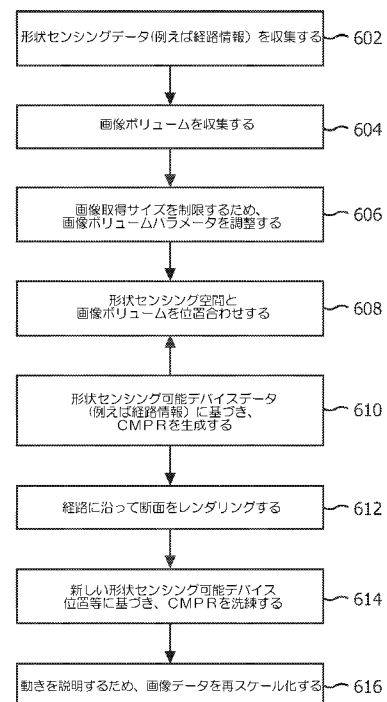 形状センシングデータ(例えば経路情報）を収集する 602
画像ボリュームを収集する 604
画像取得サイズを制限するため、
画像ボリュームパラメータを調整する 606
形状センシング空間と
画像ボリュームを位置合わせする 608
形状センシング可能デバイスデータ
(例えば経路情報）に基づき、
ＣＭＰＲを生成する 610
経路に沿って断面をレンダリングする 612
新しい形状センシング可能デバイス
位置等に基づき、ＣＭＰＲを洗練する 614
動きを説明するため、画像データを再スケール化する 616